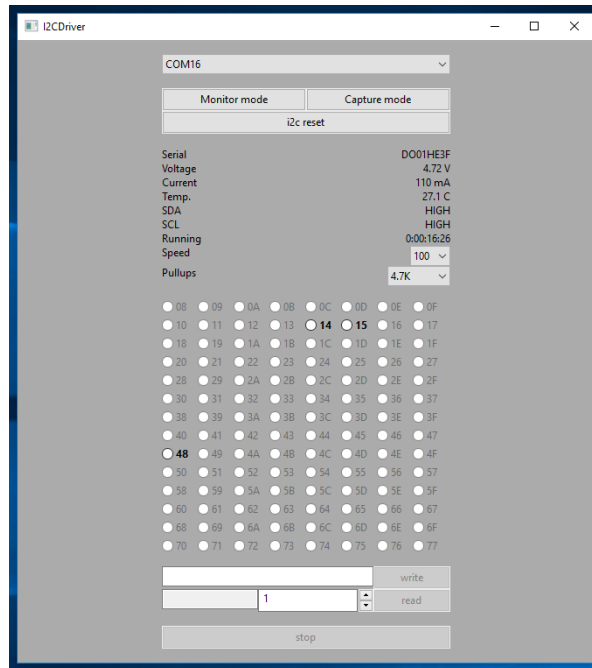 I2CDriver
COM16
Monitor mode Capture mode
i2c reset
Serial DO01HE3F
Voltage 4.72 V
Current 110 mA
Temp. 27.1 C
SDA HIGH
SCL HIGH
Running 0:00:16:26
Speed 100
Pullups 4.7K
08 09 0A 0B 0C 0D 0E 0F
10 11 12 13 14 15 16 17
18 19 1A 1B 1C 1D 1E 1F
20 21 22 23 24 25 26 27
28 29 2A 2B 2C 2D 2E 2F
30 31 32 33 34 35 36 37
38 39 3A 3B 3C 3D 3E 3F
40 41 42 43 44 45 46 47
48 49 4A 4B 4C 4D 4E 4F
50 51 52 53 54 55 56 57
58 59 5A 5B 5C 5D 5E 5F
60 61 62 63 64 65 66 67
68 69 6A 6B 6C 6D 6E 6F
70 71 72 73 74 75 76 77
write
1 read
stop